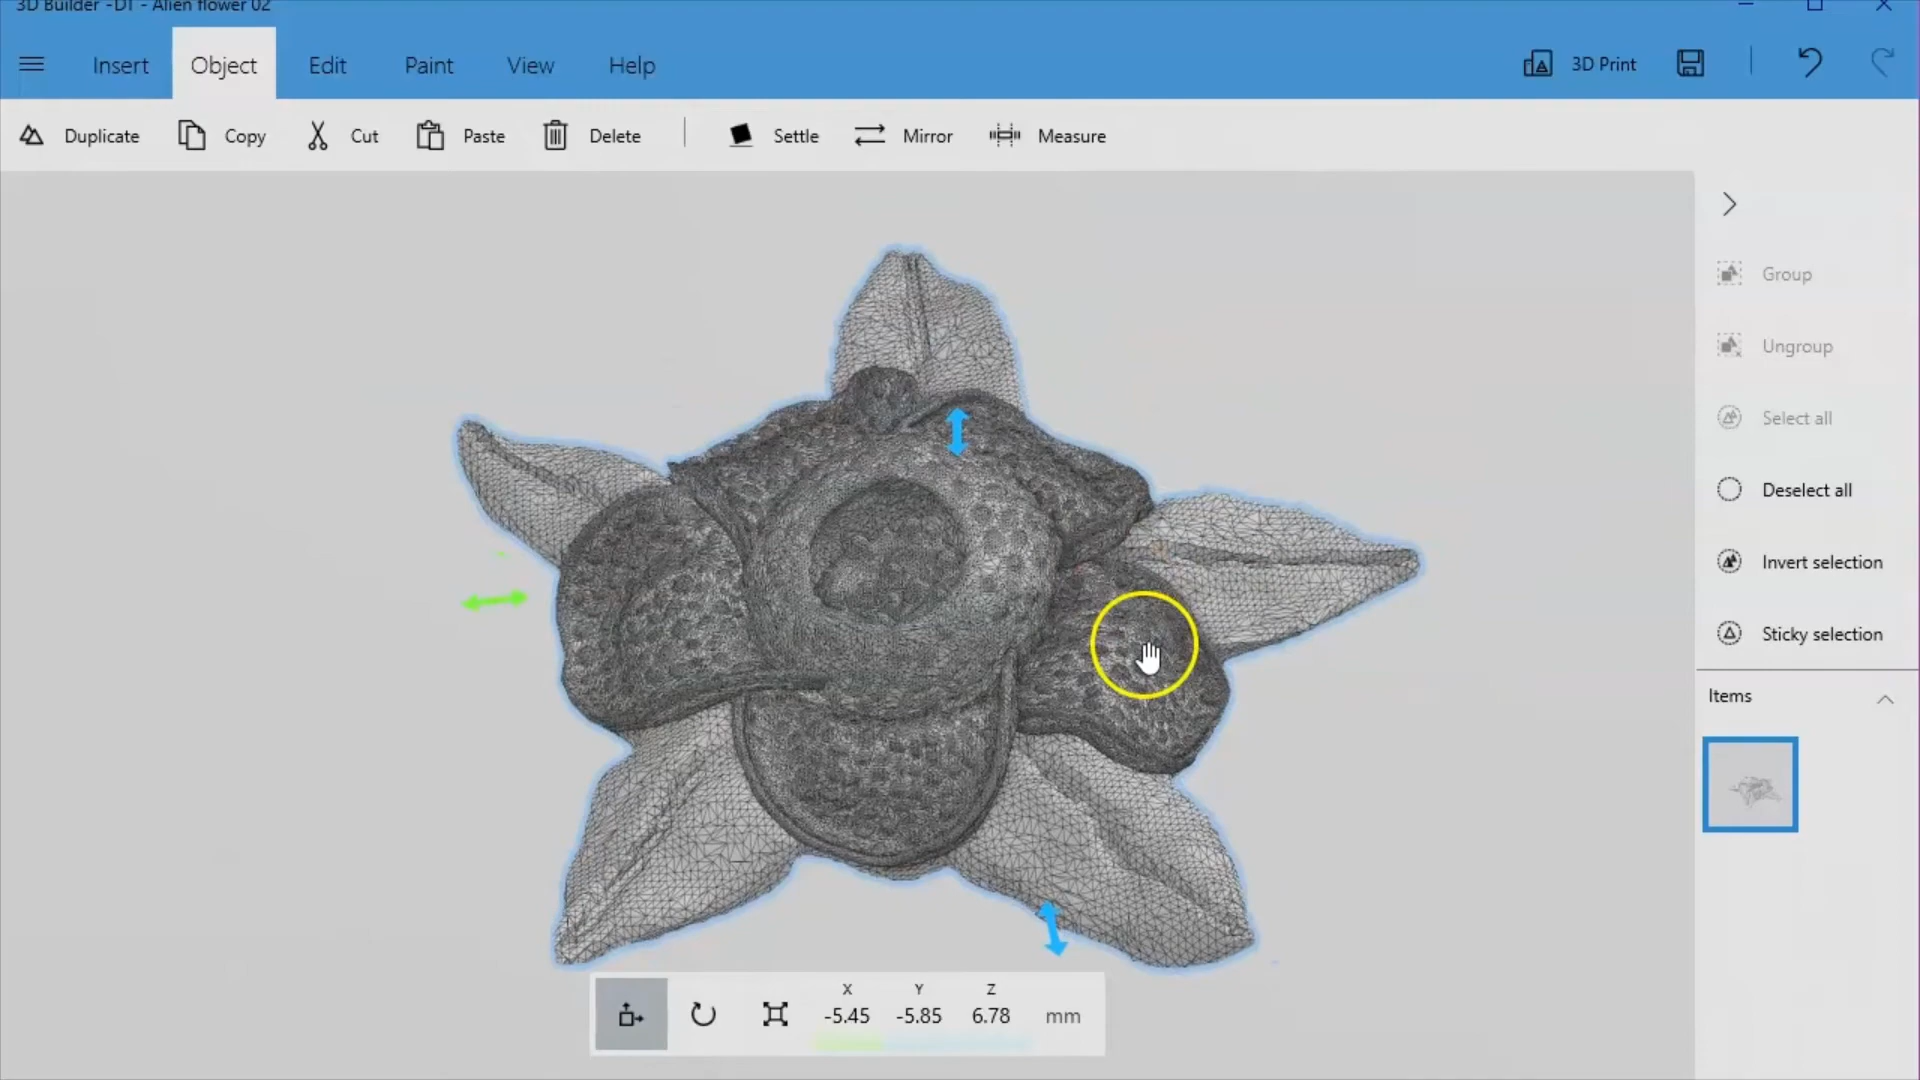 3D Builder -DT - Alien flower 02
Insert
Object
Edit
Paint
View
Help
3D Print
Duplicate
Copy
Cut
Paste
Delete
Settle
Mirror
Measure
Group
Ungroup
Select all
Deselect all
Invert selection
Sticky selection
Items
X Y Z
-5.45 -5.85 6.78 mm